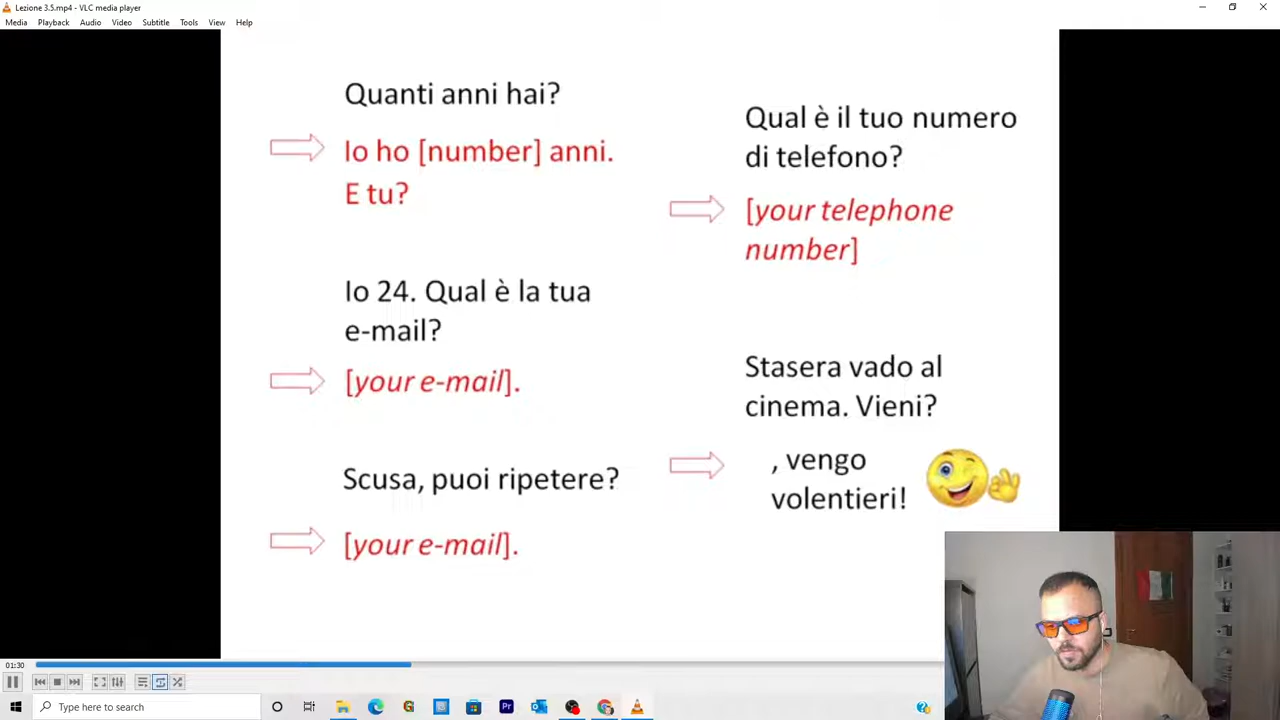 Lezione 3.5.mp4 - VLC media player
Media Playback Audio Video Subtitle Tools View Help
Quanti anni hai?
Io ho [number] anni.
E tu?
Io 24. Qual è la tua
e-mail?
[your e-mail].
Scusa, puoi ripetere?
[your e-mail].
Qual è il tuo numero
di telefono?
[your telephone
number]
Stasera vado al
cinema. Vieni?
, vengo
volentieri!
01:30
Type here to search
Pr